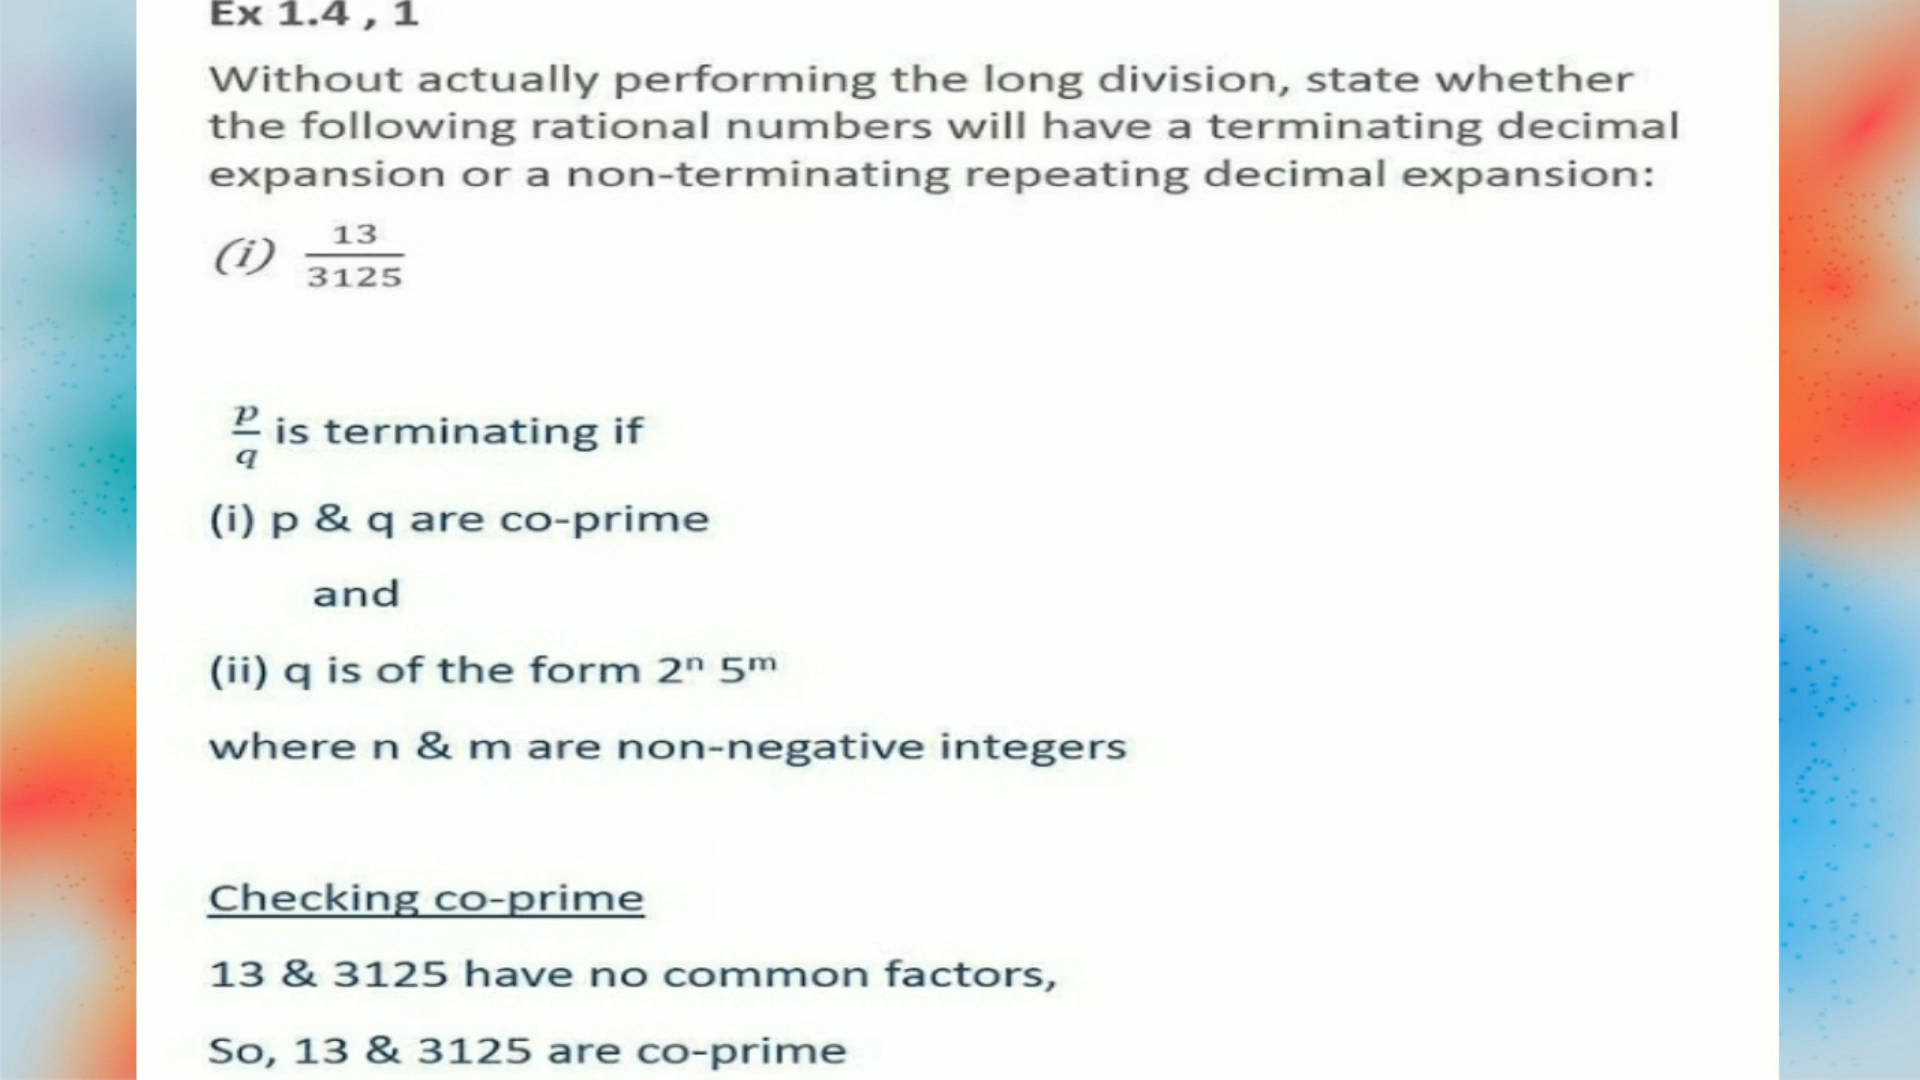 Ex 1.4 , 1
Without actually performing the long division, state whether
the following rational numbers will have a terminating decimal
expansion or a non-terminating repeating decimal expansion:
(i) 13/3125
p/q is terminating if
(i) p & q are co-prime
and
(ii) q is of the form 2ⁿ 5ᵐ
where n & m are non-negative integers
Checking co-prime
13 & 3125 have no common factors,
So, 13 & 3125 are co-prime